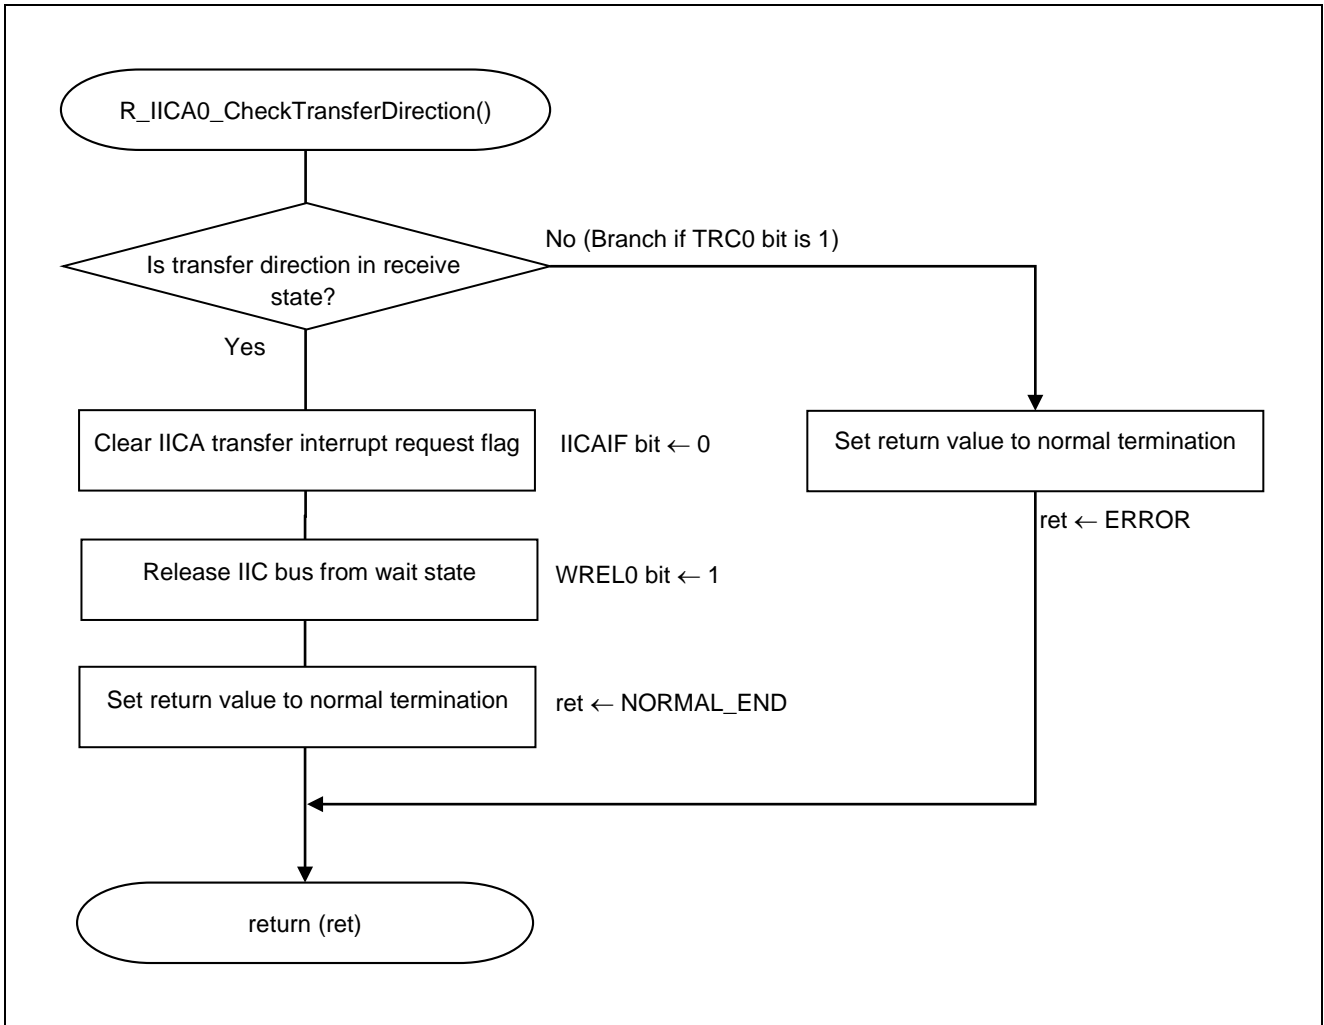 R_IICA0_CheckTransferDirection()
No (Branch if TRC0 bit is 1)
Is transfer direction in receive
state?
Yes
Clear IICA transfer interrupt request flag
IICAIF bit ← 0
Set return value to normal termination
ret ← ERROR
Release IIC bus from wait state
WREL0 bit ← 1
Set return value to normal termination
ret ← NORMAL_END
return (ret)